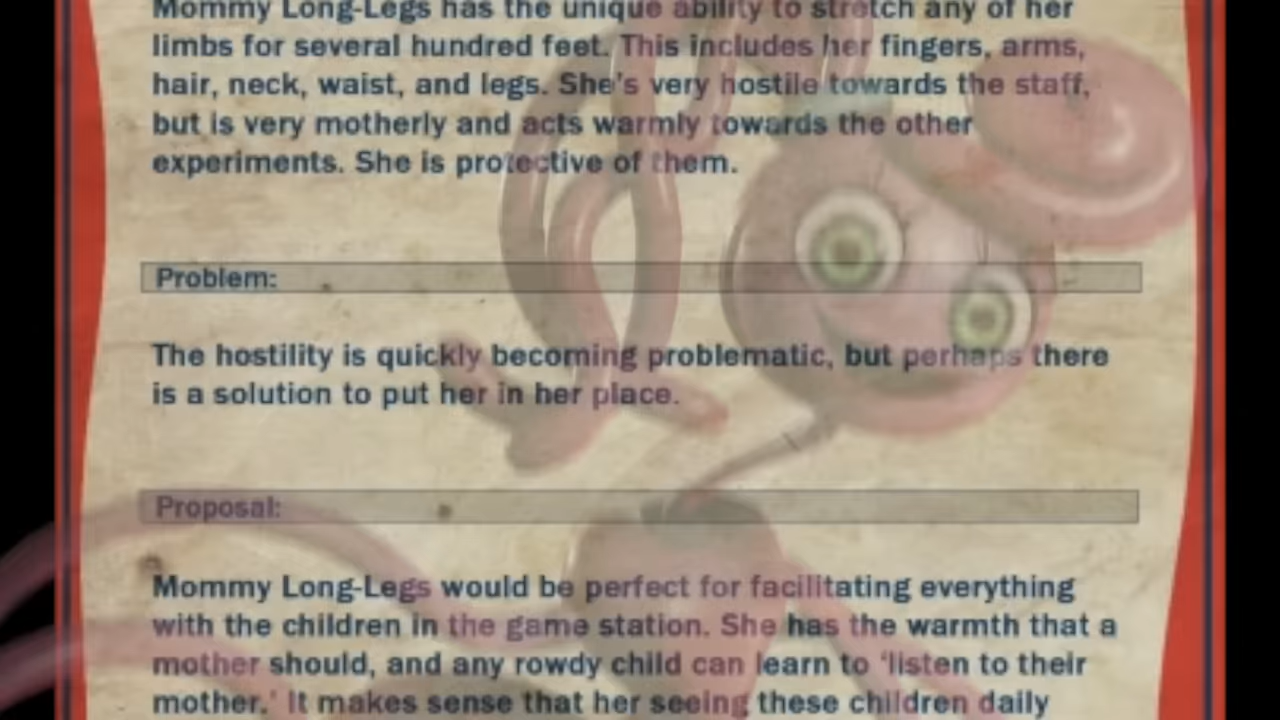 Mommy Long-Legs has the unique ability to stretch any of her
limbs for several hundred feet. This includes her fingers, arms,
hair, neck, waist, and legs. She's very hostile towards the staff,
but is very motherly and acts warmly towards the other
experiments. She is protective of them.
Problem:
The hostility is quickly becoming problematic, but perhaps there
is a solution to put her in her place.
Proposal:
Mommy Long-Legs would be perfect for facilitating everything
with the children in the game station. She has the warmth that a
mother should, and any rowdy child can learn to 'listen to their
mother.' It makes sense that her seeing these children daily